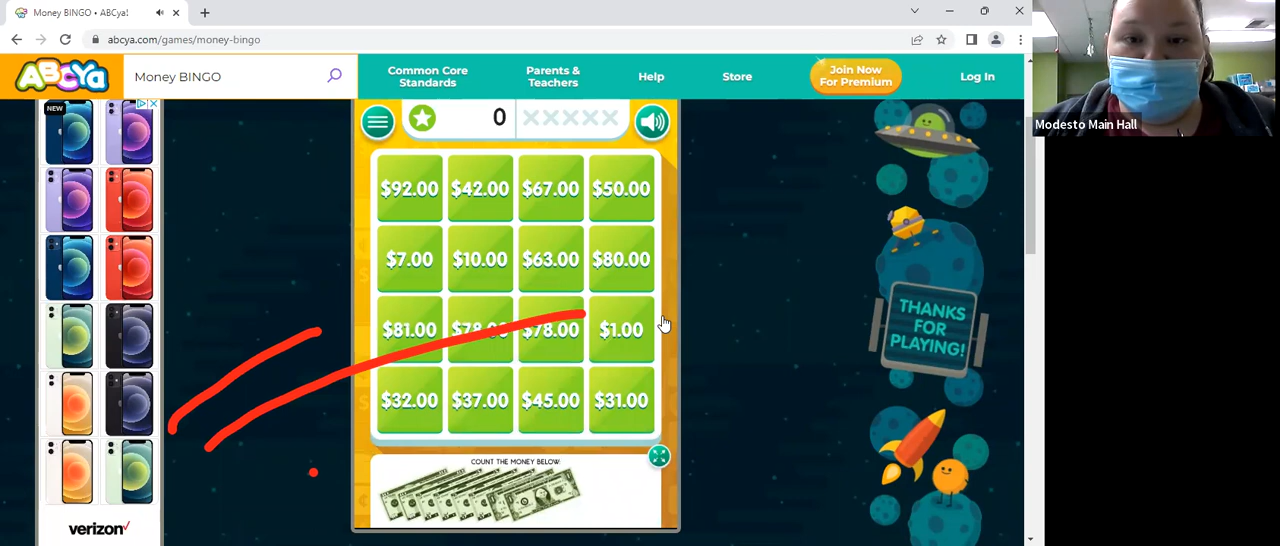 Money BINGO • ABCya!
abcya.com/games/money-bingo
ABCYa
Money BINGO
Common Core
Standards
Parents &
Teachers
Help
Store
Join Now
For Premium
Log In
NEW
0
Modesto Main Hall
$92.00 $42.00 $67.00 $50.00
$7.00 $10.00 $63.00 $80.00
$81.00 $78.00 $78.00 $1.00
$32.00 $37.00 $45.00 $31.00
THANKS
FOR
PLAYING!
COUNT THE MONEY BELOW.
verizon✓